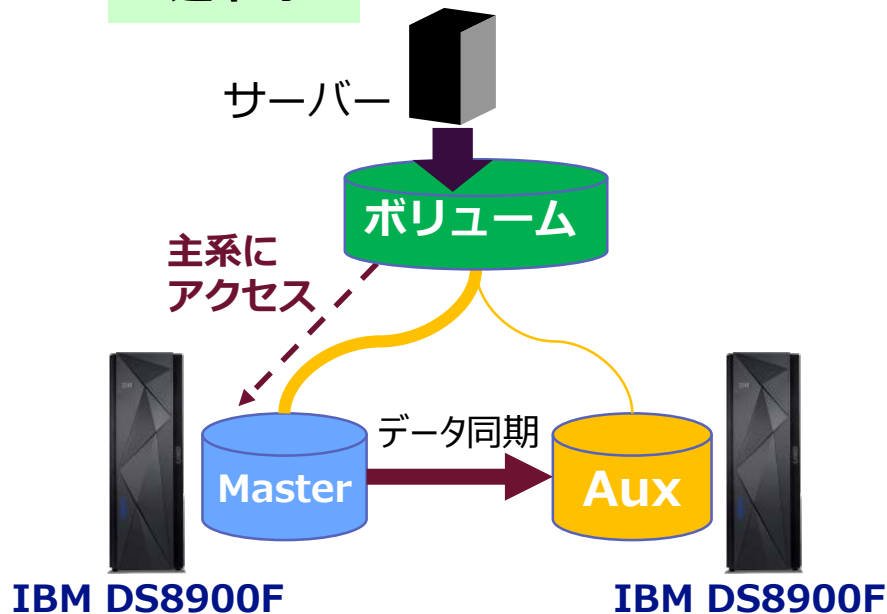 サーバー
ボリューム
主系に
アクセス
データ同期
Master
Aux
IBM DS8900F
IBM DS8900F